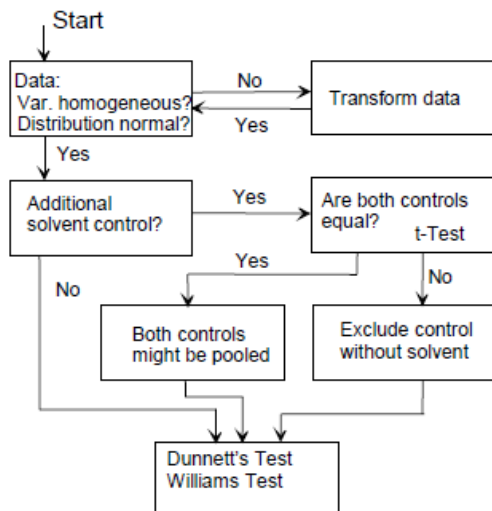 Start
Data:
Var. homogeneous?
Distribution normal?
No
Yes
Transform data
Yes
Additional
solvent control?
Yes
Are both controls
equal?
t-Test
Yes
No
No
Both controls
might be pooled
Exclude control
without solvent
Dunnett's Test
Williams Test